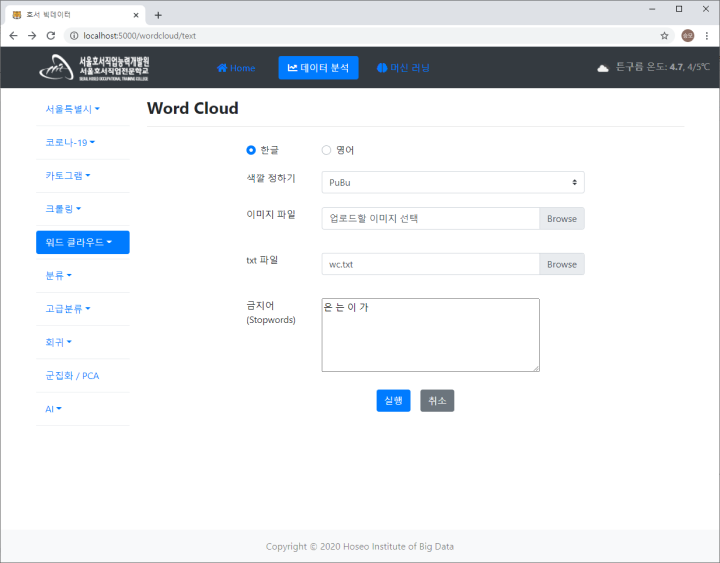 호서 빅데이터
localhost:5000/wordcloud/text
승모
서울호서직업능력개발원
서울호서직업전문학교
SEOUL HOSEO OCCUPATIONAL TRAINING COLLEGE
Home
데이터 분석
머신 러닝
튼구름 온도: 4.7, 4/5℃
서울특별시
코로나-19
카토그램
크롤링
워드 클라우드
분류
고급분류
회귀
군집화 / PCA
AI
Word Cloud
한글 영어
색깔 정하기 PuBu
이미지 파일 업로드할 이미지 선택 Browse
txt 파일 wc.txt Browse
금지어 은 는 이 가
(Stopwords)
실행 취소
Copyright © 2020 Hoseo Institute of Big Data